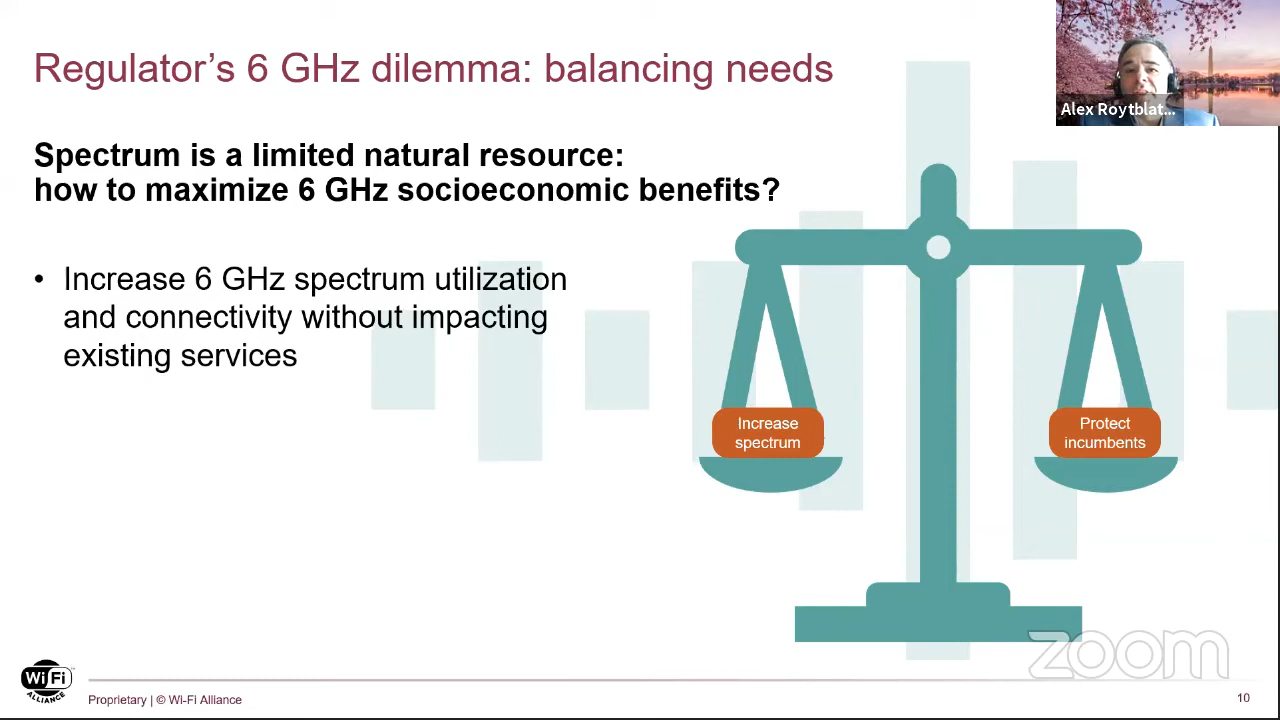 Regulator’s 6 GHz dilemma: balancing needs
Alex Roytblat...
Spectrum is a limited natural resource:
how to maximize 6 GHz socioeconomic benefits?
• Increase 6 GHz spectrum utilization
and connectivity without impacting
existing services
Increase
spectrum
Protect
incumbents
zoom
Wi Fi
ALLIANCE
Proprietary | © Wi-Fi Alliance
10